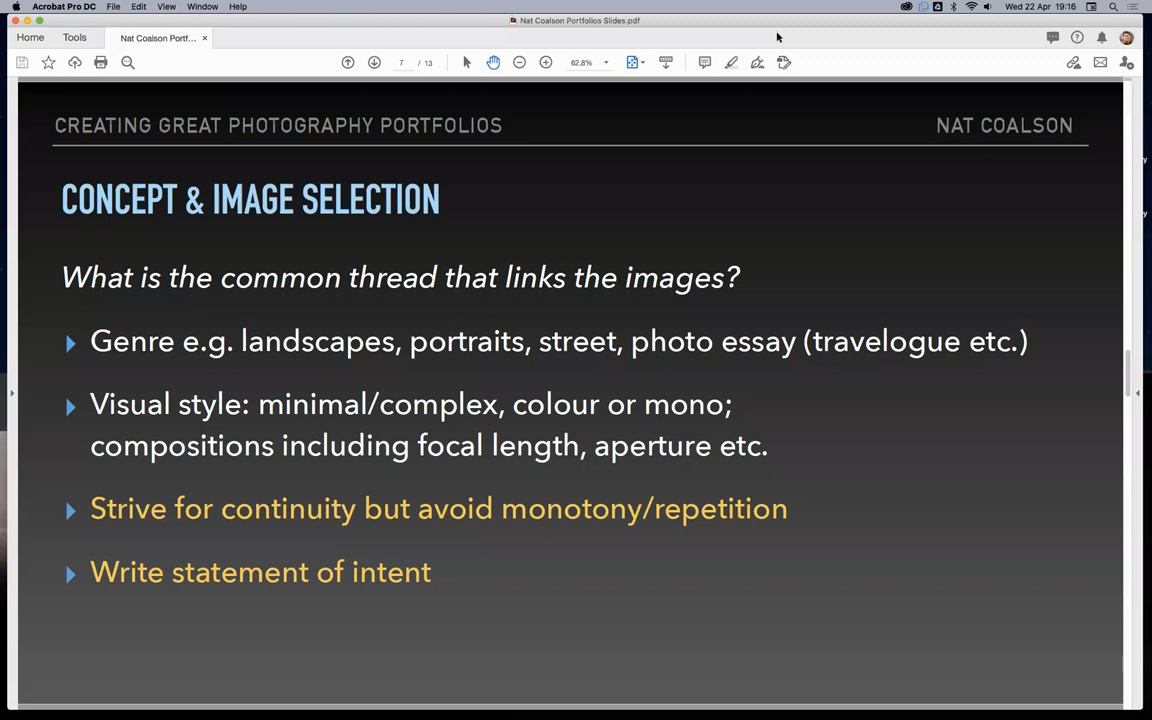 Acrobat Pro DC File Edit View Window Help Wed 22 Apr 19:16
Nat Coalson Portfolios Slides.pdf
Home Tools Nat Coalson Portf... ×
7 / 13 62.8%
CREATING GREAT PHOTOGRAPHY PORTFOLIOS NAT COALSON
CONCEPT & IMAGE SELECTION
What is the common thread that links the images?
Genre e.g. landscapes, portraits, street, photo essay (travelogue etc.)
Visual style: minimal/complex, colour or mono;
compositions including focal length, aperture etc.
Strive for continuity but avoid monotony/repetition
Write statement of intent